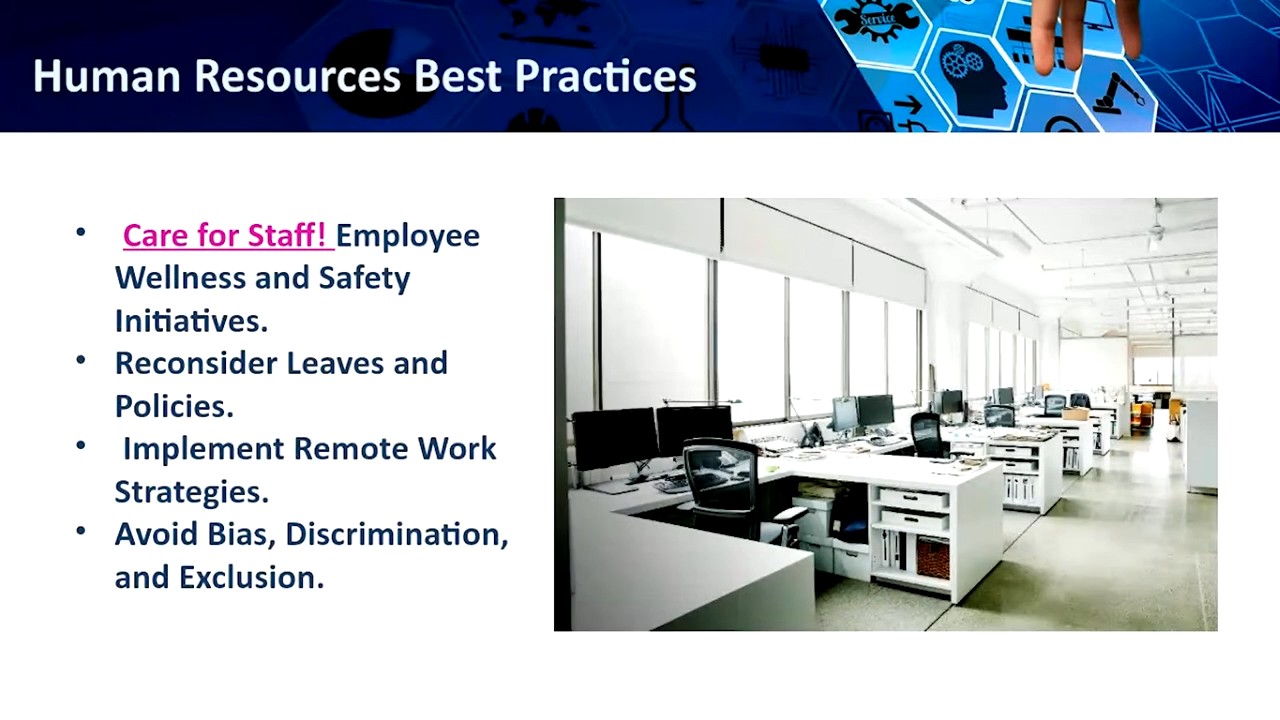 Service
Human Resources Best Practices
• Care for Staff! Employee
Wellness and Safety
Initiatives.
• Reconsider Leaves and
Policies.
• Implement Remote Work
Strategies.
• Avoid Bias, Discrimination,
and Exclusion.